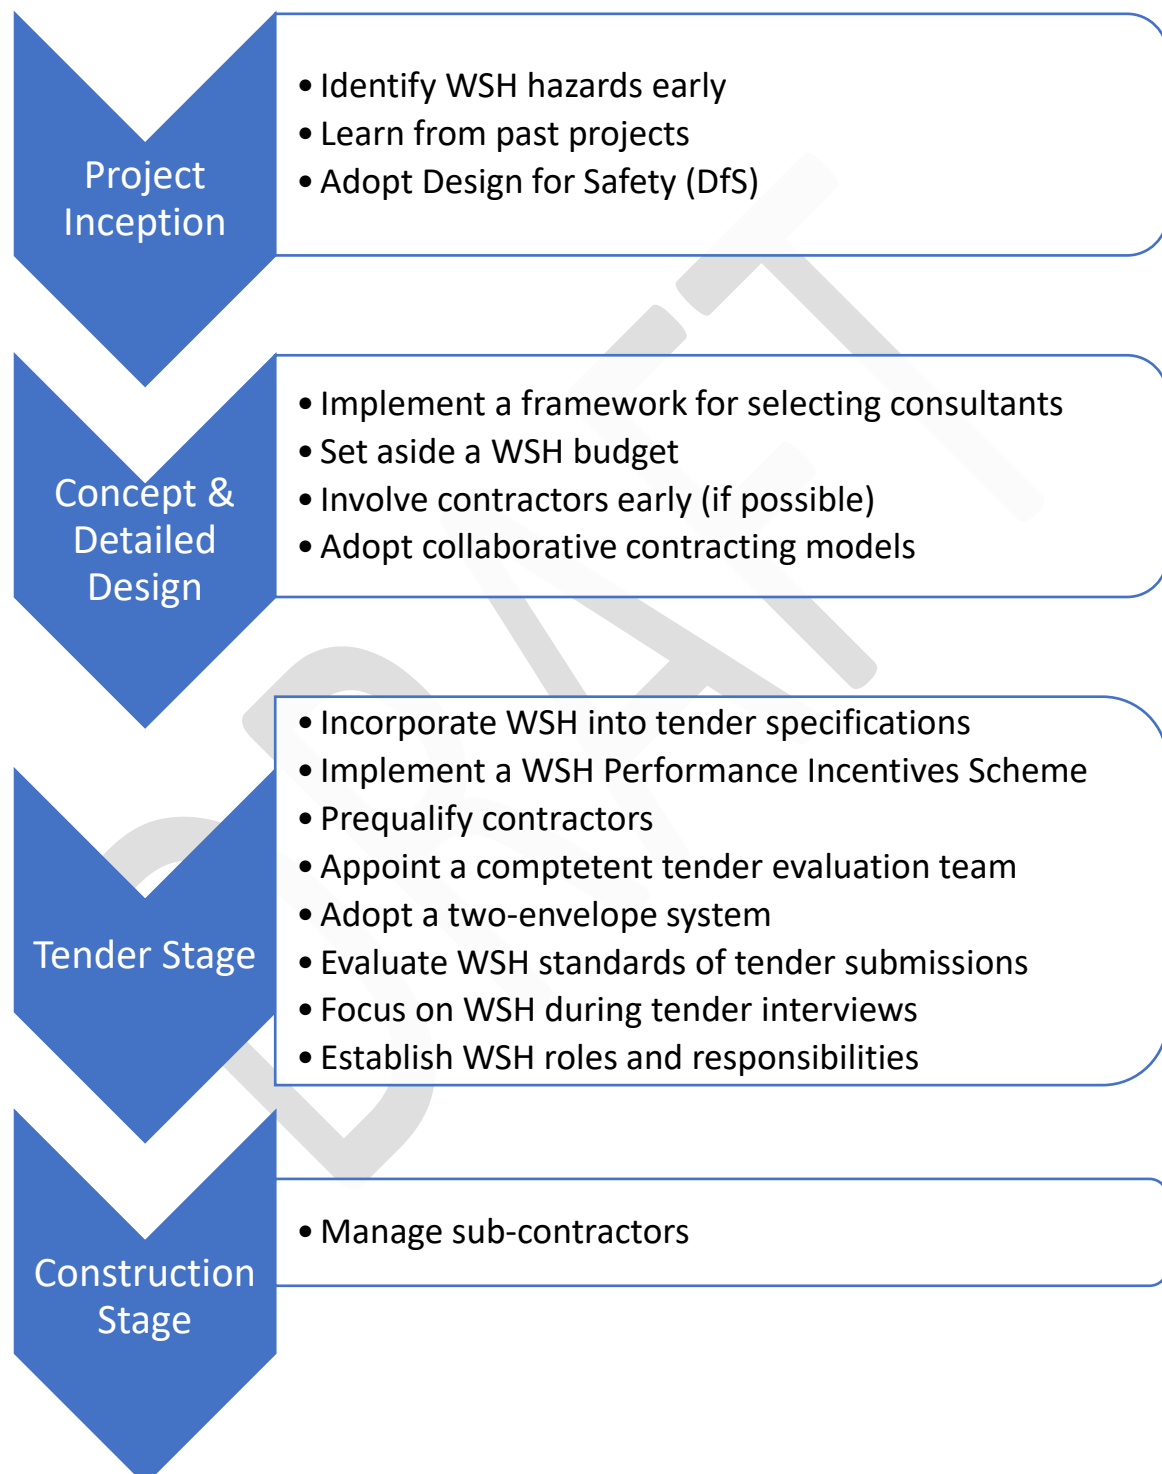 Project
Inception
• Identify WSH hazards early
• Learn from past projects
• Adopt Design for Safety (DfS)
Concept &
Detailed
Design
• Implement a framework for selecting consultants
• Set aside a WSH budget
• Involve contractors early (if possible)
• Adopt collaborative contracting models
Tender Stage
• Incorporate WSH into tender specifications
• Implement a WSH Performance Incentives Scheme
• Prequalify contractors
• Appoint a comptetent tender evaluation team
• Adopt a two-envelope system
• Evaluate WSH standards of tender submissions
• Focus on WSH during tender interviews
• Establish WSH roles and responsibilities
Construction
Stage
• Manage sub-contractors
DRAFT